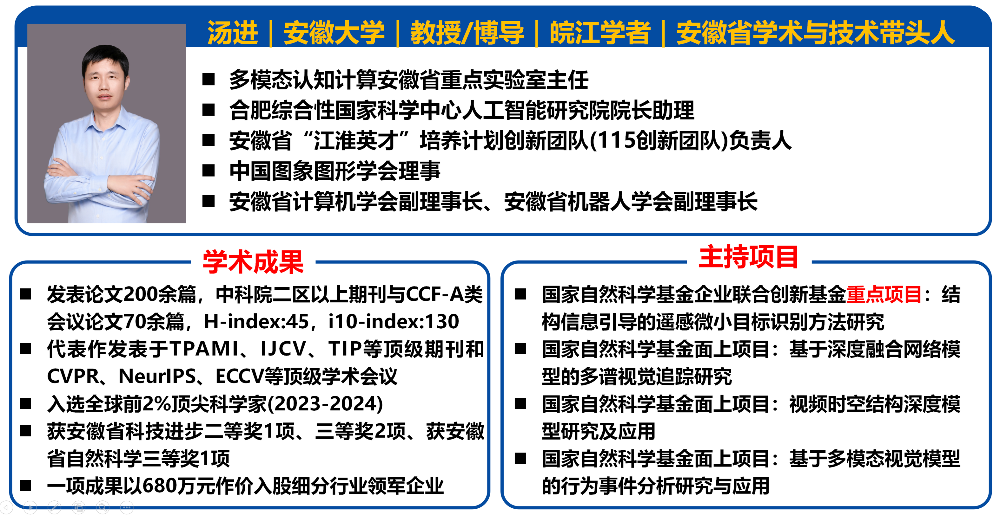 汤进｜安徽大学｜教授/博导｜皖江学者｜安徽省学术与技术带头人
■ 多模态认知计算安徽省重点实验室主任
■ 合肥综合性国家科学中心人工智能研究院院长助理
■ 安徽省“江淮英才”培养计划创新团队(115创新团队)负责人
■ 中国图象图形学会理事
■ 安徽省计算机学会副理事长、安徽省机器人学会副理事长
学术成果
■ 发表论文200余篇，中科院二区以上期刊与CCF-A类
会议论文70余篇，H-index:45，i10-index:130
■ 代表作发表于TPAMI、IJCV、TIP等顶级期刊和
CVPR、NeurIPS、ECCV等顶级学术会议
■ 入选全球前2%顶尖科学家(2023-2024)
■ 获安徽省科技进步二等奖1项、三等奖2项、获安徽
省自然科学三等奖1项
■ 一项成果以680万元作价入股细分行业领军企业
主持项目
■ 国家自然科学基金企业联合创新基金重点项目：结
构信息引导的遥感微小目标识别方法研究
■ 国家自然科学基金面上项目：基于深度融合网络模
型的多谱视觉追踪研究
■ 国家自然科学基金面上项目：视频时空结构深度模
型研究及应用
■ 国家自然科学基金面上项目：基于多模态视觉模型
的行为事件分析研究与应用